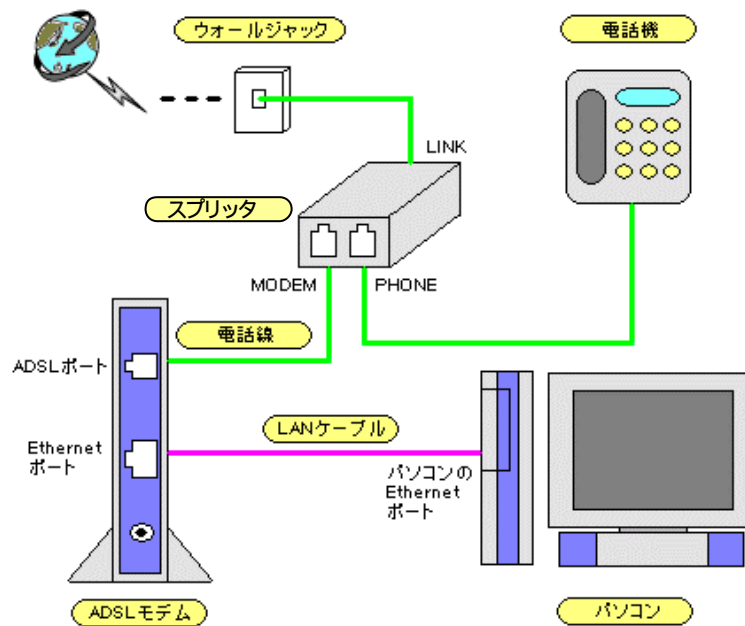 ウォールジャック
電話機
LINK
スプリッタ
MODEM
PHONE
電話線
ADSLポート
LANケーブル
Ethernet
ポート
パソコンの
Ethernet
ポート
ADSLモデム
パソコン